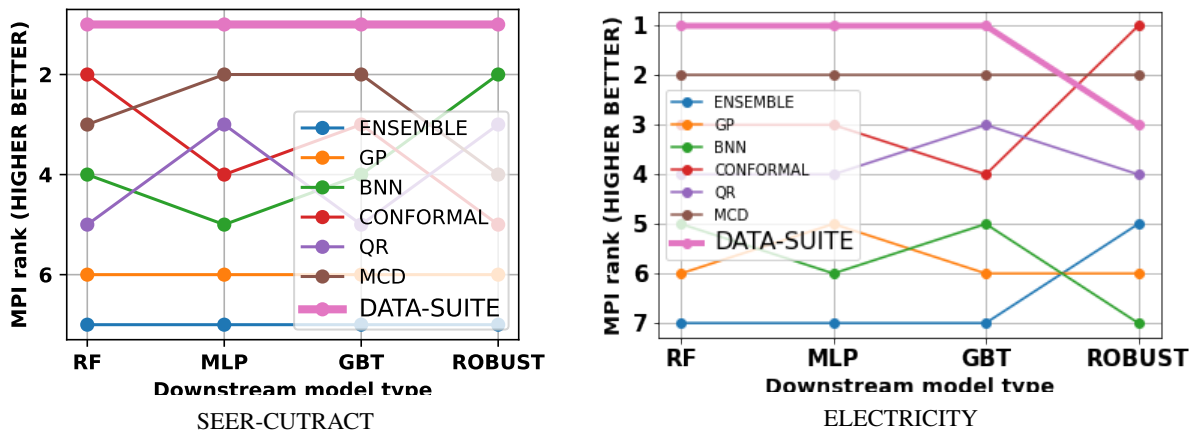 MPI rank (HIGHER BETTER)
2
4
6
ENSEMBLE
GP
BNN
CONFORMAL
QR
MCD
DATA-SUITE
RF MLP GBT ROBUST
Downstream model type
SEER-CUTRACT
MPI rank (HIGHER BETTER)
1
2
3
4
5
6
7
ENSEMBLE
GP
BNN
CONFORMAL
QR
MCD
DATA-SUITE
RF MLP GBT ROBUST
Downstream model type
ELECTRICITY